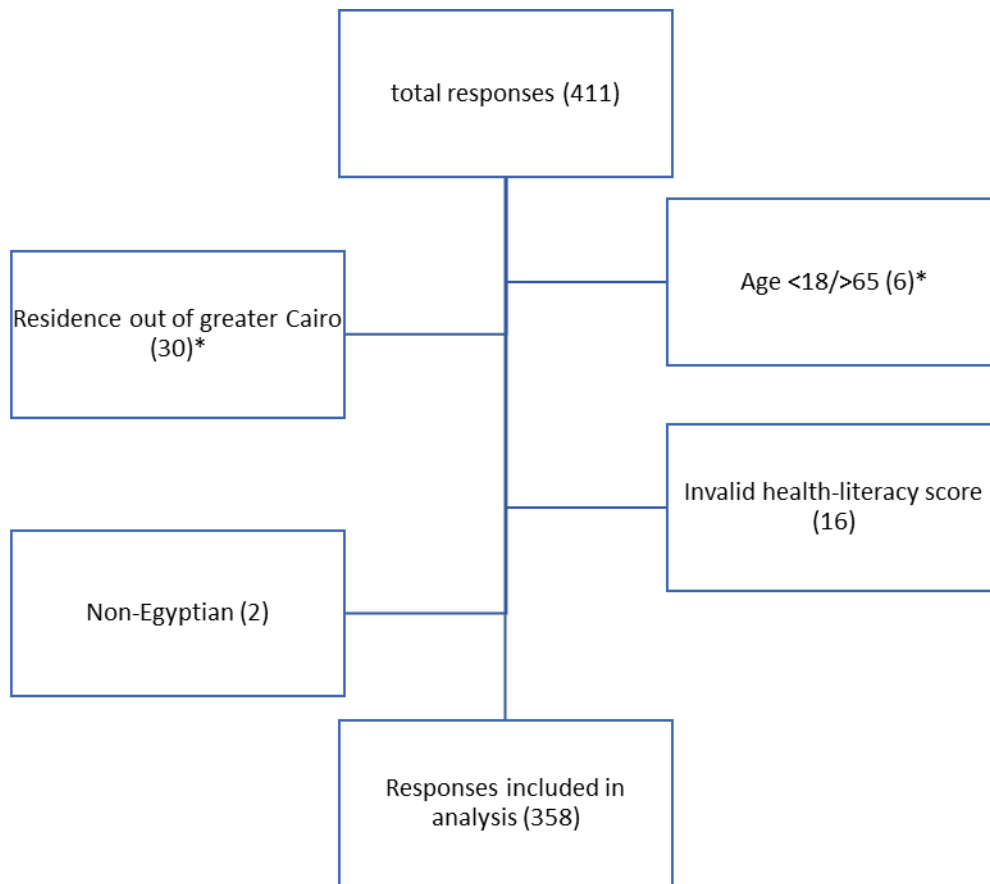 total responses (411)
Age <18/>65 (6)*
Residence out of greater Cairo
(30)*
Invalid health-literacy score
(16)
Non-Egyptian (2)
Responses included in
analysis (358)